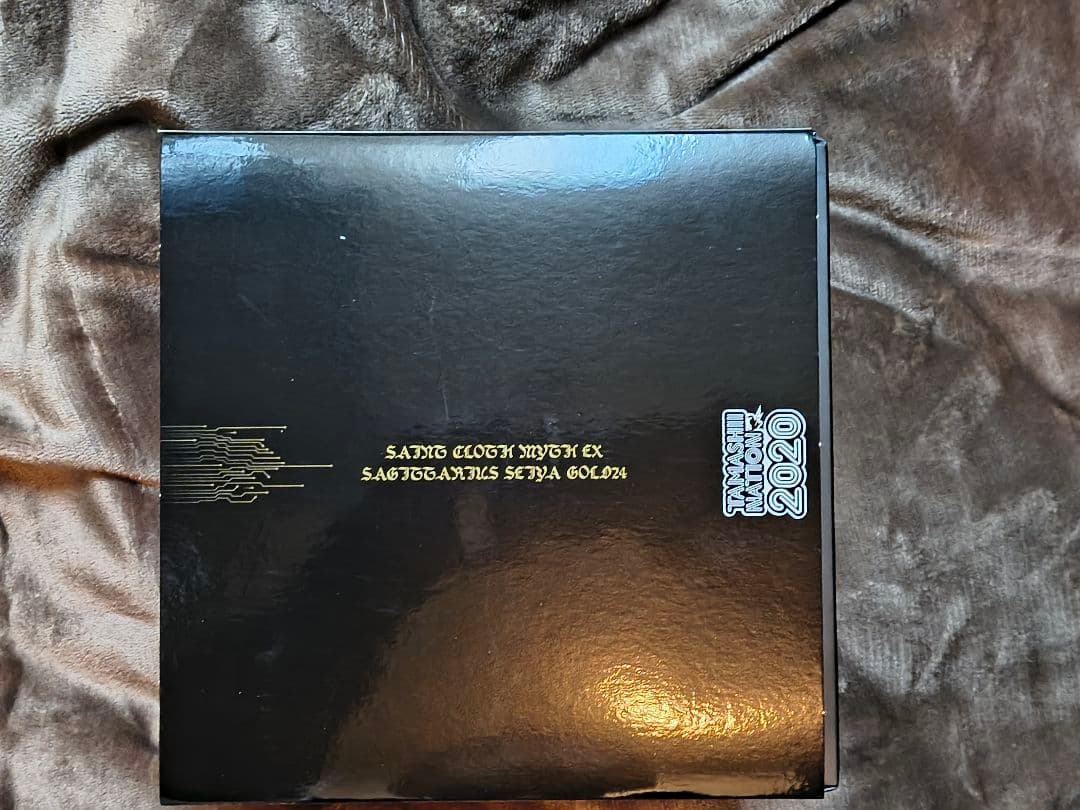 SAINT CLOTH MYTH EX
SAGITTARIUS SEIYA GOLD24
TAMASHII
NATION
2020